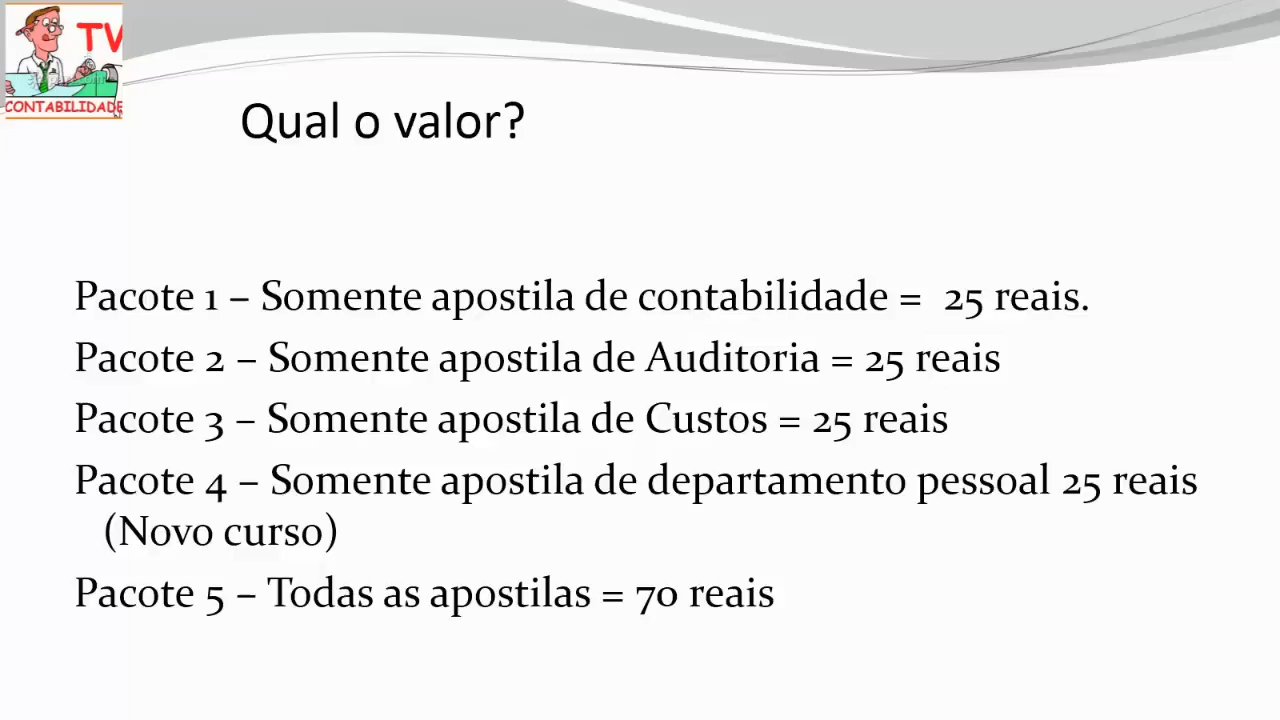 TV
CONTABILIDADE
Qual o valor?
Pacote 1 – Somente apostila de contabilidade = 25 reais.
Pacote 2 – Somente apostila de Auditoria = 25 reais
Pacote 3 – Somente apostila de Custos = 25 reais
Pacote 4 – Somente apostila de departamento pessoal 25 reais
(Novo curso)
Pacote 5 – Todas as apostilas = 70 reais